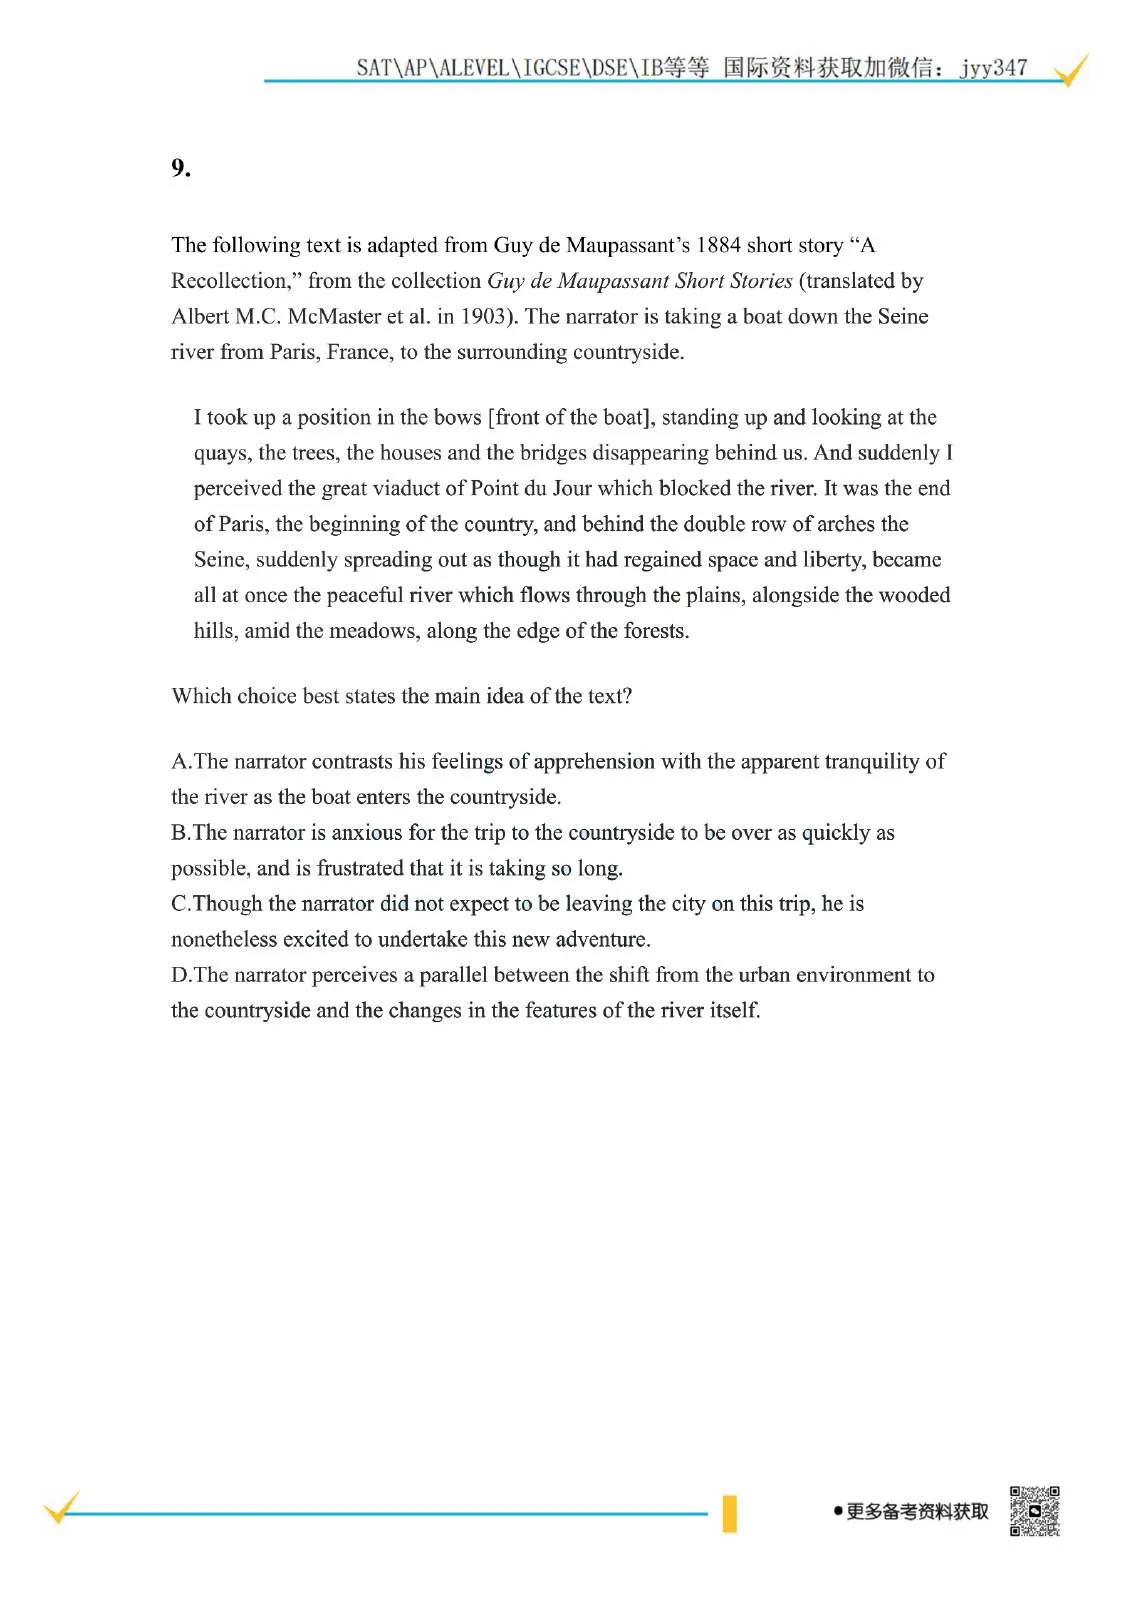 SAT\AP\ALEVEL\IGCSE\DSE\IB等等 国际资料获取加微信：jyy347
9.
The following text is adapted from Guy de Maupassant’s 1884 short story “A
Recollection,” from the collection Guy de Maupassant Short Stories (translated by
Albert M.C. McMaster et al. in 1903). The narrator is taking a boat down the Seine
river from Paris, France, to the surrounding countryside.
I took up a position in the bows [front of the boat], standing up and looking at the
quays, the trees, the houses and the bridges disappearing behind us. And suddenly I
perceived the great viaduct of Point du Jour which blocked the river. It was the end
of Paris, the beginning of the country, and behind the double row of arches the
Seine, suddenly spreading out as though it had regained space and liberty, became
all at once the peaceful river which flows through the plains, alongside the wooded
hills, amid the meadows, along the edge of the forests.
Which choice best states the main idea of the text?
A.The narrator contrasts his feelings of apprehension with the apparent tranquility of
the river as the boat enters the countryside.
B.The narrator is anxious for the trip to the countryside to be over as quickly as
possible, and is frustrated that it is taking so long.
C.Though the narrator did not expect to be leaving the city on this trip, he is
nonetheless excited to undertake this new adventure.
D.The narrator perceives a parallel between the shift from the urban environment to
the countryside and the changes in the features of the river itself.
•更多备考资料获取